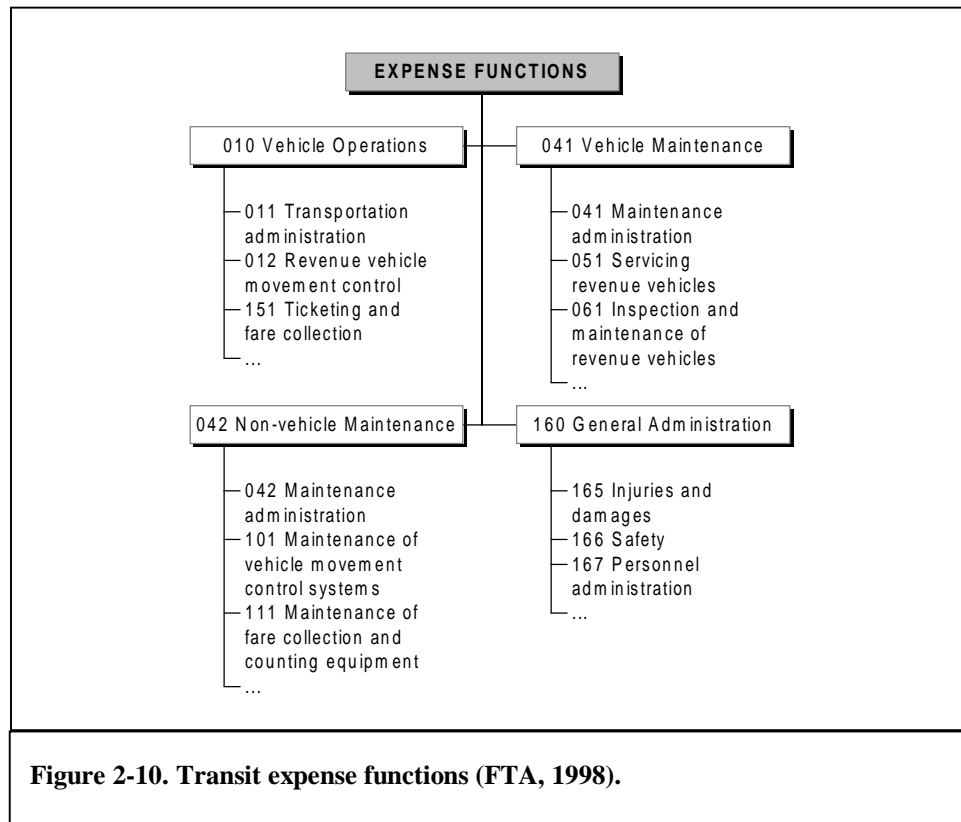 EXPENSE FUNCTIONS
010 Vehicle Operations
011 Transportation
administration
012 Revenue vehicle
movement control
151 Ticketing and
fare collection
...
041 Vehicle Maintenance
041 Maintenance
administration
051 Servicing
revenue vehicles
061 Inspection and
maintenance of
revenue vehicles
...
042 Non-vehicle Maintenance
042 Maintenance
administration
101 Maintenance of
vehicle movement
control systems
111 Maintenance of
fare collection and
counting equipment
...
160 General Administration
165 Injuries and
damages
166 Safety
167 Personnel
administration
...
Figure 2-10. Transit expense functions (FTA, 1998).